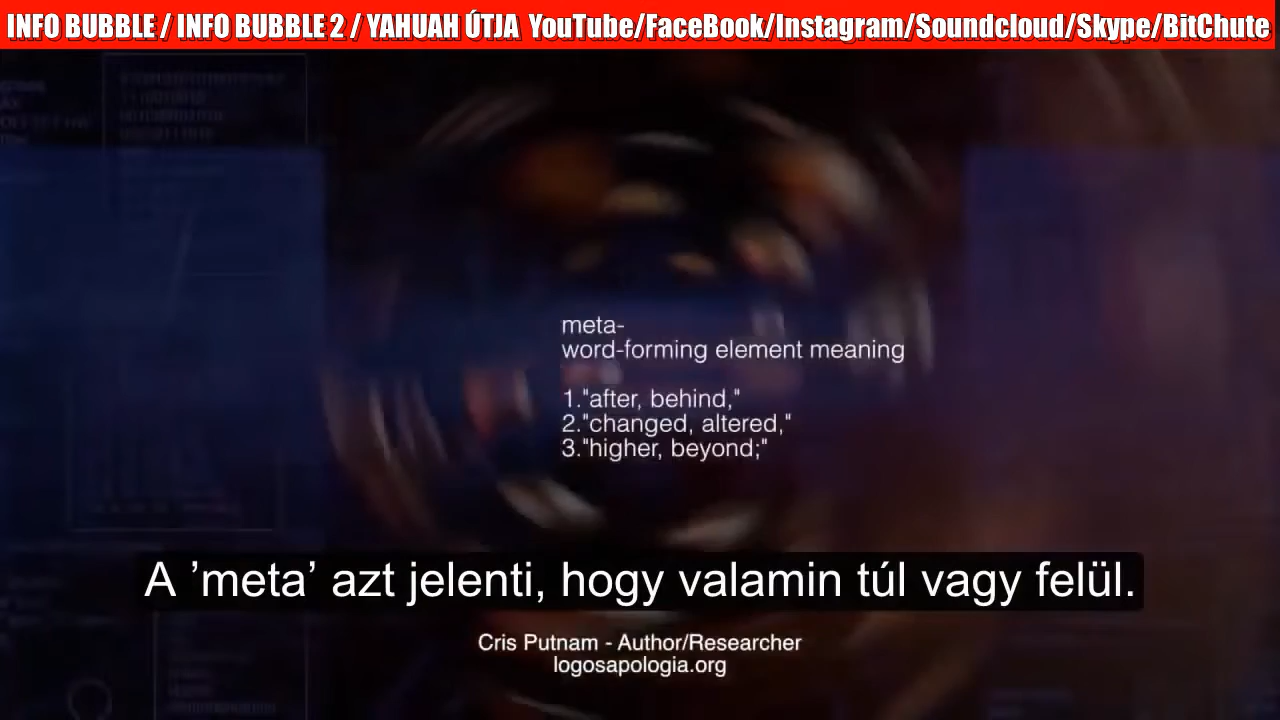 INFO BUBBLE / INFO BUBBLE 2 / YAHUAH ÚTJA YouTube/FaceBook/Instagram/Soundcloud/Skype/BitChute
meta-
word-forming element meaning
1."after, behind,"
2."changed, altered,"
3."higher, beyond;"
A ’meta’ azt jelenti, hogy valamin túl vagy felül.
Cris Putnam - Author/Researcher
logosapologia.org